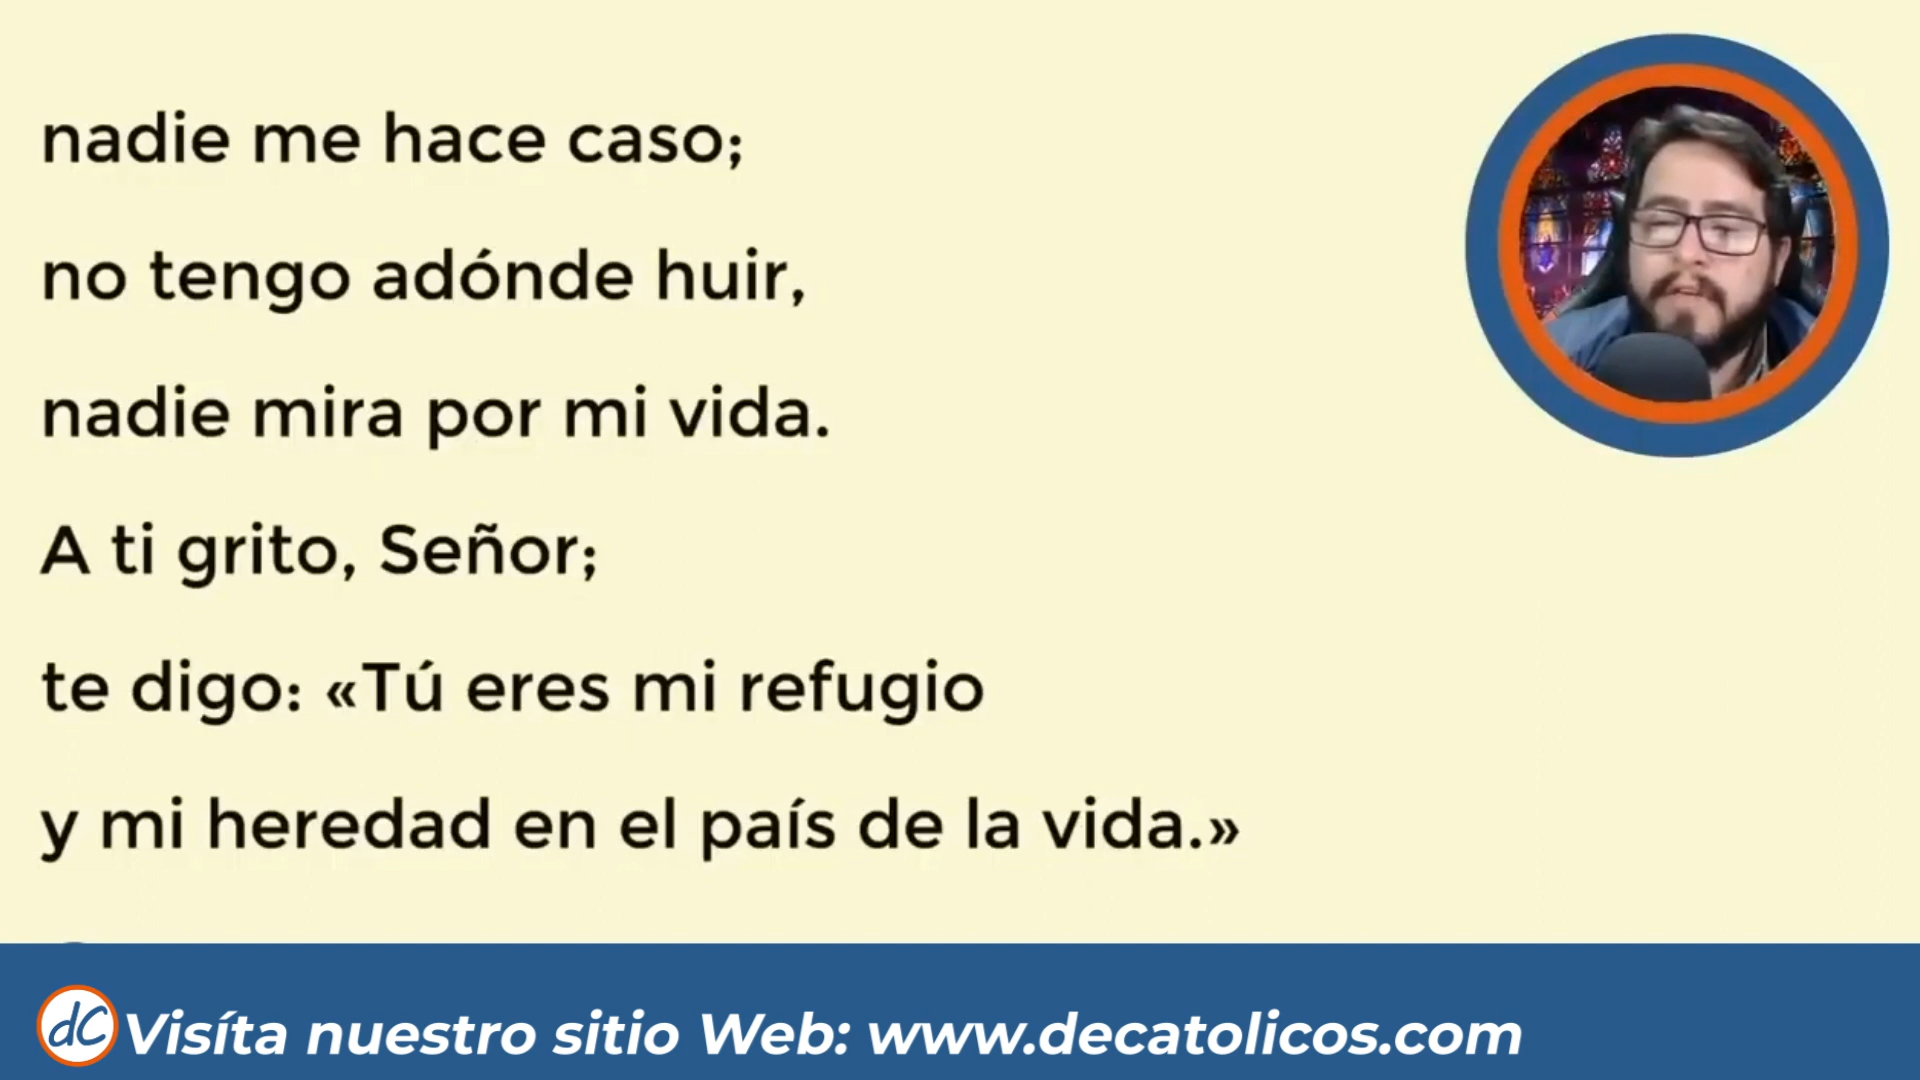 nadie me hace caso;
no tengo adónde huir,
nadie mira por mi vida.
A ti grito, Señor;
te digo: «Tú eres mi refugio
y mi heredad en el país de la vida.»
dC Visíta nuestro sitio Web: www.decatolicos.com